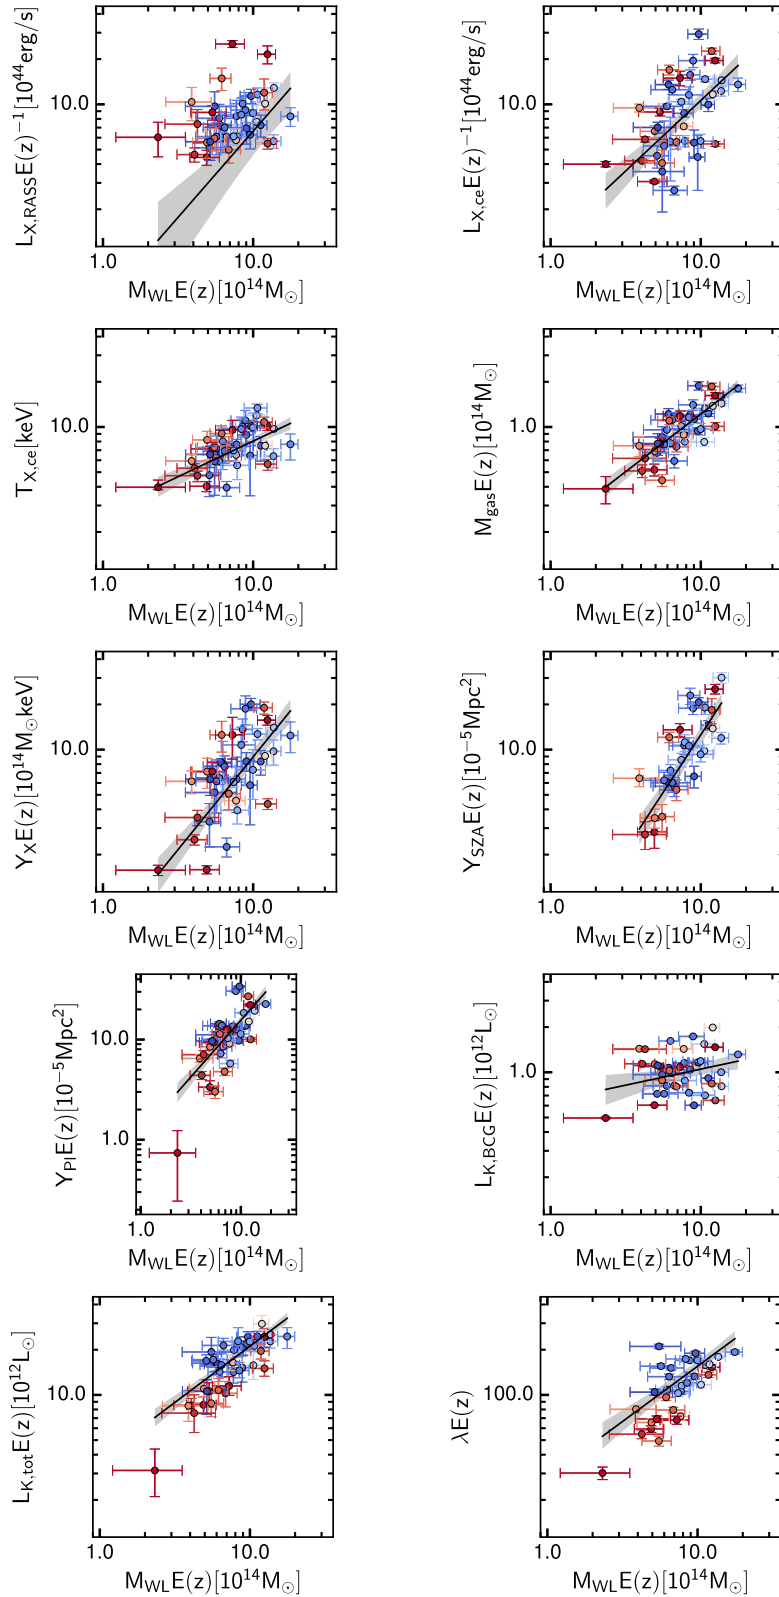 L_X,RASS E(z)^−1 [10^44 erg/s]
10.0
1.0 10.0
M_WL E(z) [10^14 M_⊙]
L_X,ce E(z)^−1 [10^44 erg/s]
10.0
1.0 10.0
M_WL E(z) [10^14 M_⊙]
T_X,ce [keV]
10.0
1.0 10.0
M_WL E(z) [10^14 M_⊙]
M_gas E(z) [10^14 M_⊙]
1.0
1.0 10.0
M_WL E(z) [10^14 M_⊙]
Y_X E(z) [10^14 M_⊙ keV]
10.0
1.0 10.0
M_WL E(z) [10^14 M_⊙]
Y_SZA E(z) [10^−5 Mpc^2]
10.0
1.0 10.0
M_WL E(z) [10^14 M_⊙]
Y_Pl E(z) [10^−5 Mpc^2]
10.0
1.0
1.0 10.0
M_WL E(z) [10^14 M_⊙]
L_K,BCG E(z) [10^12 L_⊙]
1.0
1.0 10.0
M_WL E(z) [10^14 M_⊙]
L_K,tot E(z) [10^12 L_⊙]
10.0
1.0 10.0
M_WL E(z) [10^14 M_⊙]
λE(z)
100.0
1.0 10.0
M_WL E(z) [10^14 M_⊙]